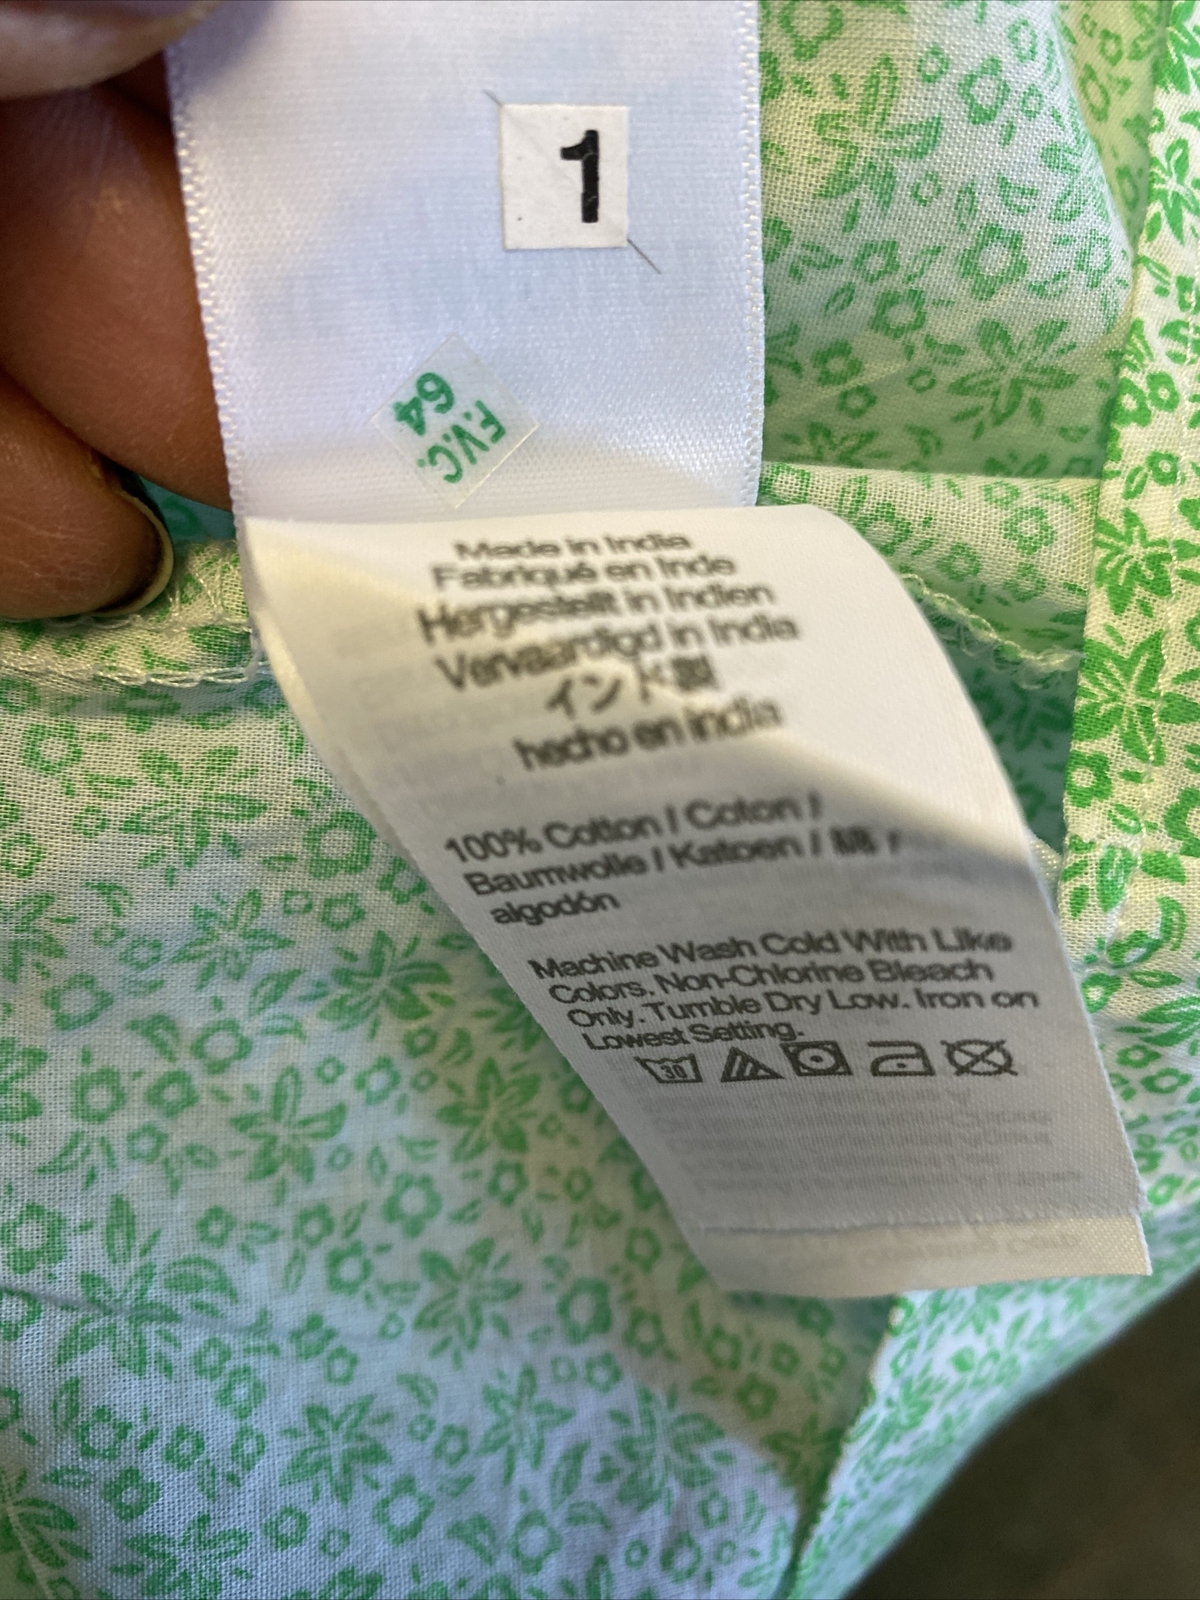 1
F.V.C.
64
Made in India
Fabriqué en Inde
Hergestellt in Indien
Vervaardigd in India
インド製
hecho en india
100% Cotton / Coton /
Baumwolle / Katoen / 綿 /
algodón
Machine Wash Cold With Like
Colors. Non-Chlorine Bleach
Only. Tumble Dry Low. Iron on
Lowest Setting.
30